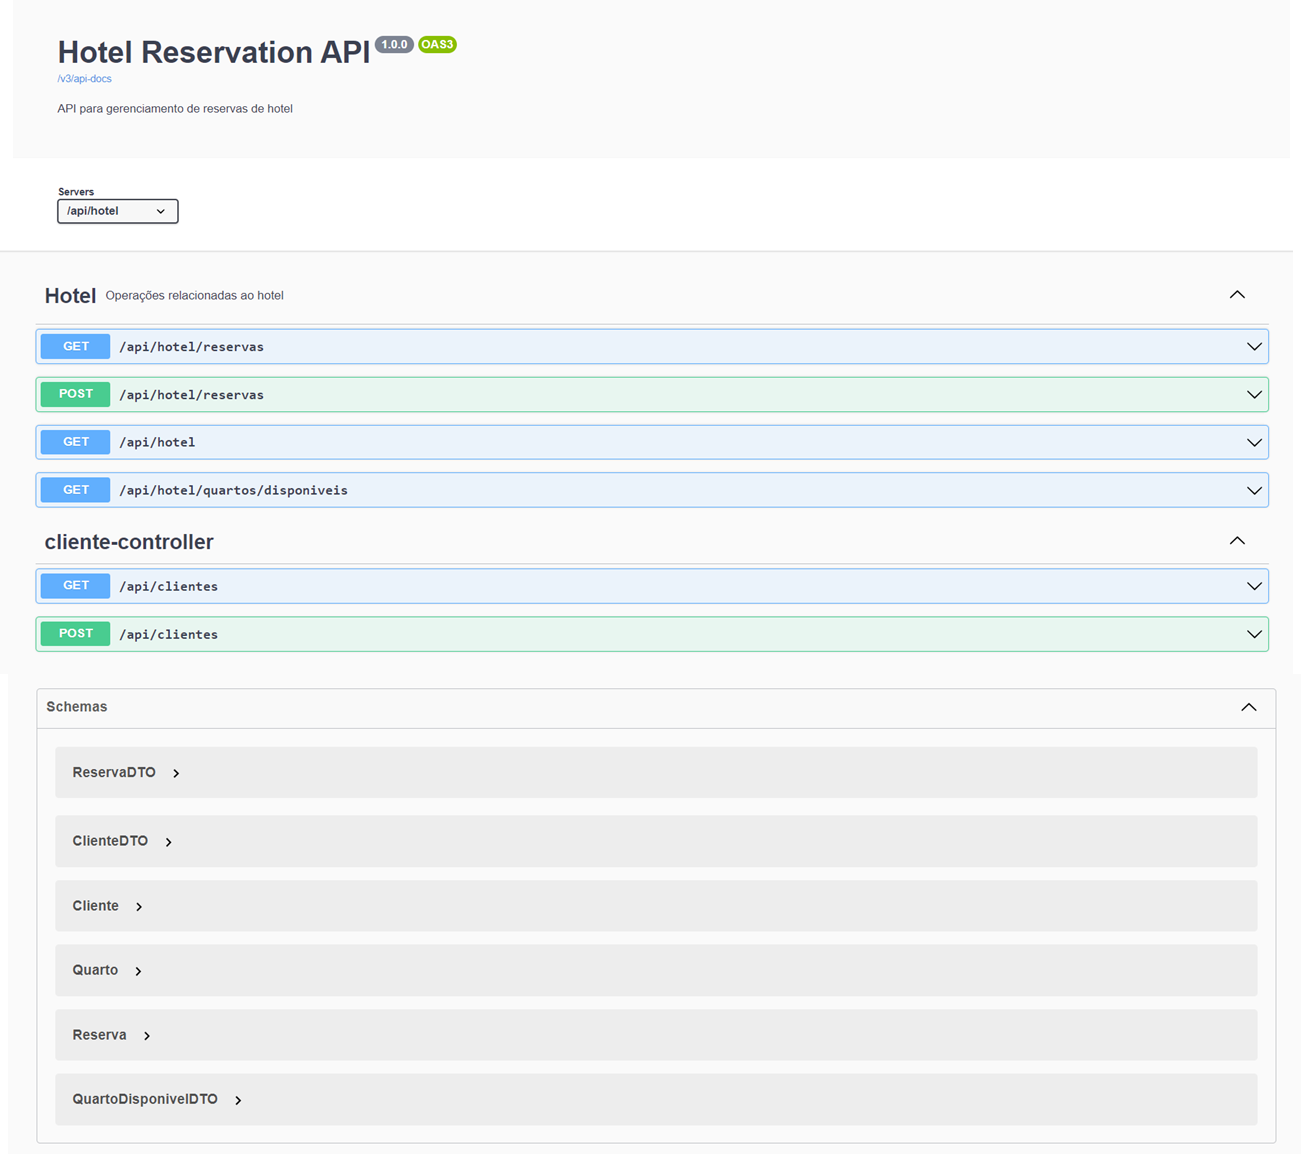 Hotel Reservation API 1.0.0 OAS3
/v3/api-docs
API para gerenciamento de reservas de hotel
Servers
/api/hotel
Hotel Operações relacionadas ao hotel
GET /api/hotel/reservas
POST /api/hotel/reservas
GET /api/hotel
GET /api/hotel/quartos/disponiveis
cliente-controller
GET /api/clientes
POST /api/clientes
Schemas
ReservaDTO
ClienteDTO
Cliente
Quarto
Reserva
QuartoDisponivelDTO